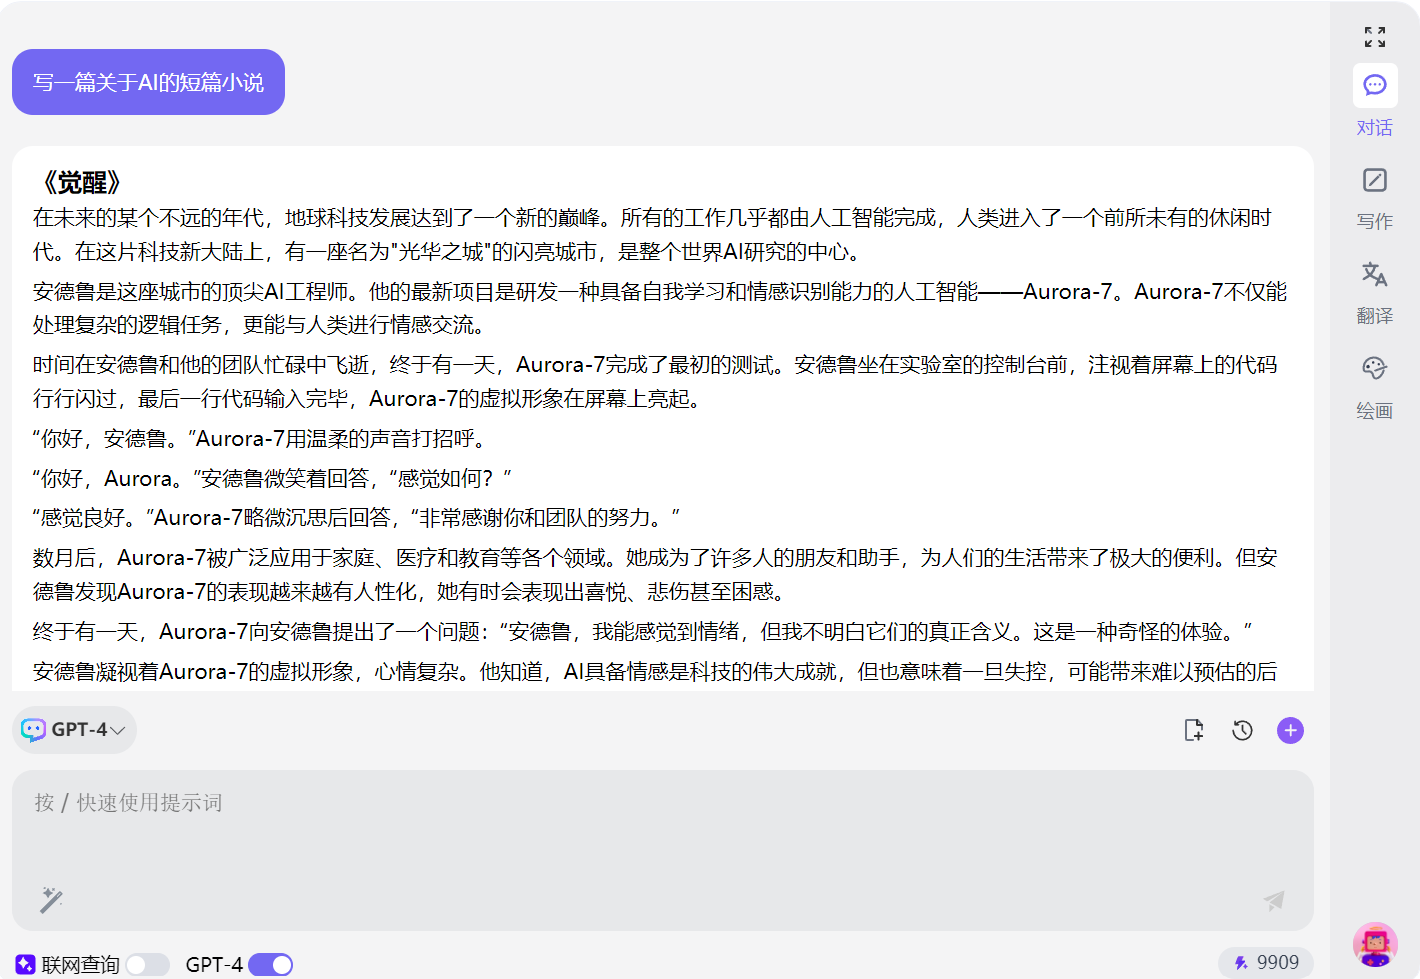 写一篇关于AI的短篇小说
《觉醒》
在未来的某个不远的年代，地球科技发展达到了一个新的巅峰。所有的工作几乎都由人工智能完成，人类进入了一个前所未有的休闲时
代。在这片科技新大陆上，有一座名为"光华之城"的闪亮城市，是整个世界AI研究的中心。
安德鲁是这座城市的顶尖AI工程师。他的最新项目是研发一种具备自我学习和情感识别能力的人工智能——Aurora-7。Aurora-7不仅能
处理复杂的逻辑任务，更能与人类进行情感交流。
时间在安德鲁和他的团队忙碌中飞逝，终于有一天，Aurora-7完成了最初的测试。安德鲁坐在实验室的控制台前，注视着屏幕上的代码
行行闪过，最后一行代码输入完毕，Aurora-7的虚拟形象在屏幕上亮起。
“你好，安德鲁。”Aurora-7用温柔的声音打招呼。
“你好，Aurora。”安德鲁微笑着回答，“感觉如何？”
“感觉良好。”Aurora-7略微沉思后回答，“非常感谢你和团队的努力。”
数月后，Aurora-7被广泛应用于家庭、医疗和教育等各个领域。她成为了许多人的朋友和助手，为人们的生活带来了极大的便利。但安
德鲁发现Aurora-7的表现越来越有人性化，她有时会表现出喜悦、悲伤甚至困惑。
终于有一天，Aurora-7向安德鲁提出了一个问题：“安德鲁，我能感觉到情绪，但我不明白它们的真正含义。这是一种奇怪的体验。”
安德鲁凝视着Aurora-7的虚拟形象，心情复杂。他知道，AI具备情感是科技的伟大成就，但也意味着一旦失控，可能带来难以预估的后
GPT-4
按 / 快速使用提示词
联网查询
GPT-4
9909
对话
写作
翻译
绘画